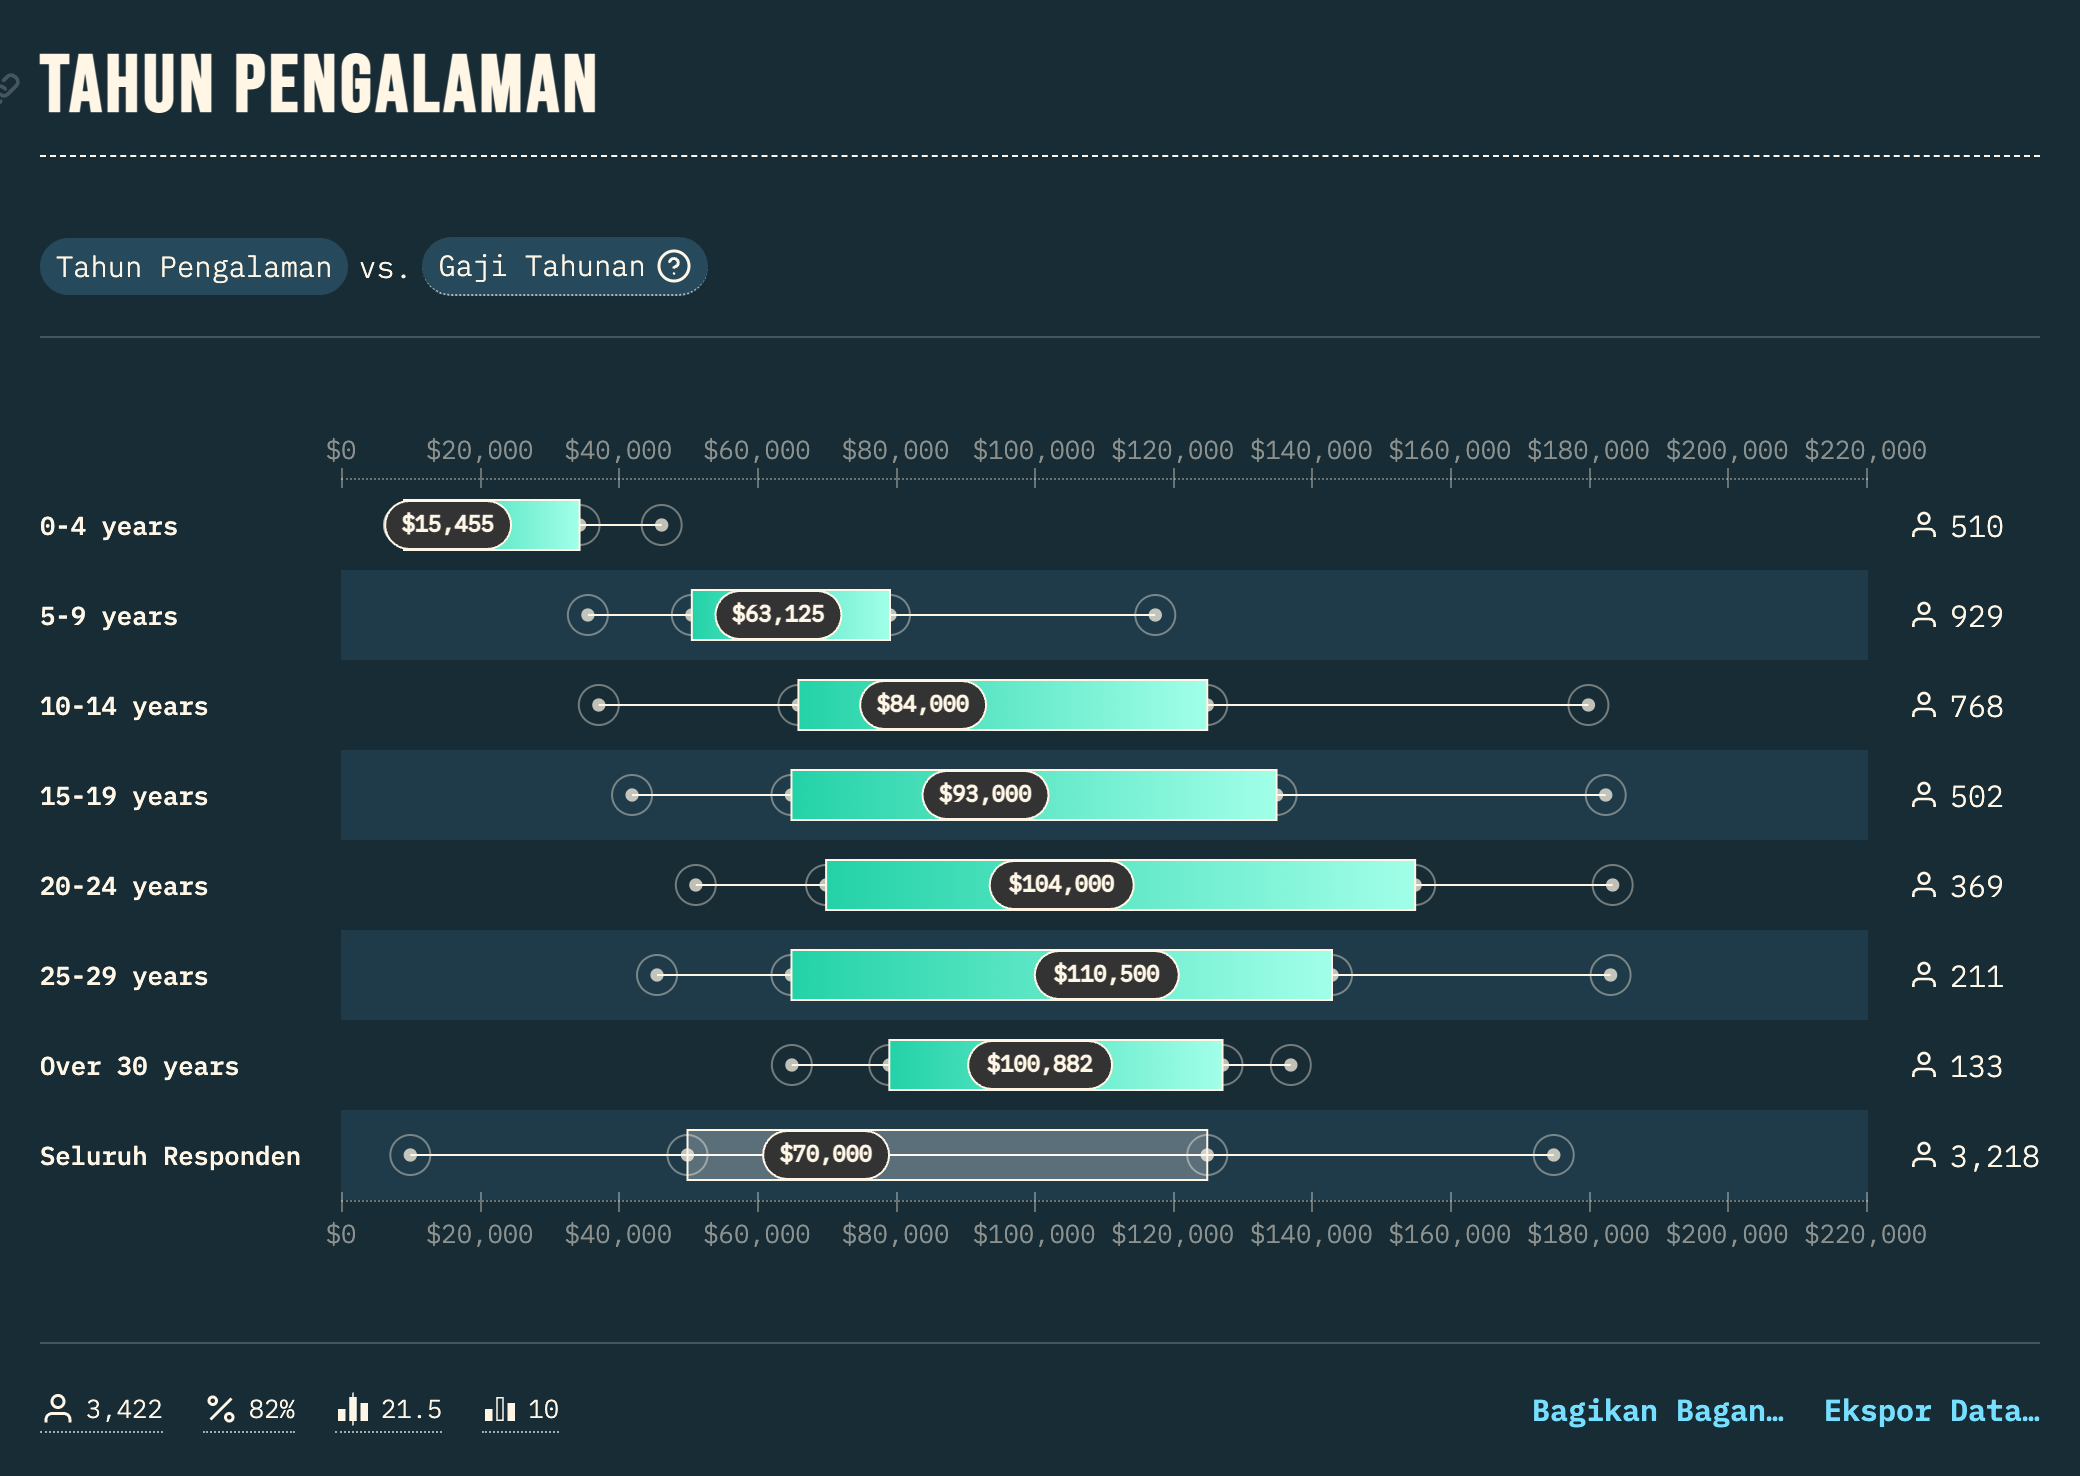 TAHUN PENGALAMAN
Tahun Pengalaman vs. Gaji Tahunan ?
$0 $20,000 $40,000 $60,000 $80,000 $100,000 $120,000 $140,000 $160,000 $180,000 $200,000 $220,000
0-4 years $15,455 510
5-9 years $63,125 929
10-14 years $84,000 768
15-19 years $93,000 502
20-24 years $104,000 369
25-29 years $110,500 211
Over 30 years $100,882 133
Seluruh Responden $70,000 3,218
$0 $20,000 $40,000 $60,000 $80,000 $100,000 $120,000 $140,000 $160,000 $180,000 $200,000 $220,000
3,422 % 82% 21.5 10 Bagikan Bagan… Ekspor Data…